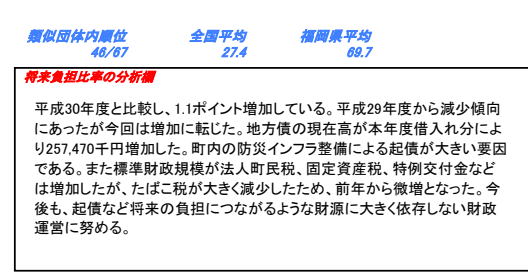 類似団体内順位 全国平均 福岡県平均
46/67 27.4 69.7
将来負担比率の分析欄
平成30年度と比較し、1.1ポイント増加している。平成29年度から減少傾向
にあったが今回は増加に転じた。地方債の現在高が本年度借入れ分によ
り257,470千円増加した。町内の防災インフラ整備による起債が大きい要因
である。また標準財政規模が法人町民税、固定資産税、特例交付金など
は増加したが、たばこ税が大きく減少したため、前年から微増となった。今
後も、起債など将来の負担につながるような財源に大きく依存しない財政
運営に努める。